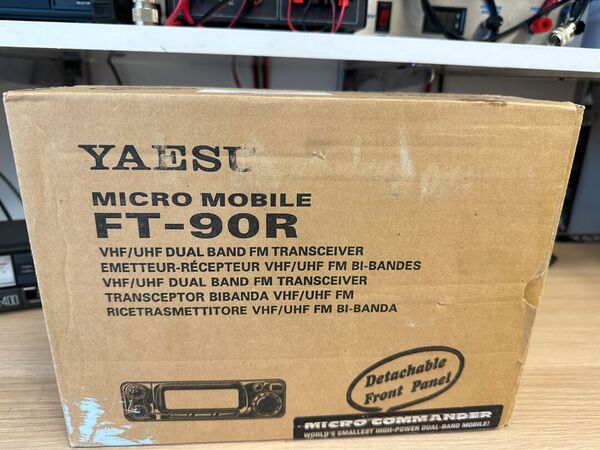 YAESU
MICRO MOBILE
FT-90R
VHF/UHF DUAL BAND FM TRANSCEIVER
EMETTEUR-RÉCEPTEUR VHF/UHF FM BI-BANDES
VHF/UHF DUAL BAND FM TRANSCEIVER
TRANSCEPTOR BIBANDA VHF/UHF FM
RICETRASMETTITORE VHF/UHF FM BI-BANDA
Detachable
Front Panel
MICRO COMMANDER
WORLD'S SMALLEST HIGH-POWER DUAL-BAND MOBILE!
-400